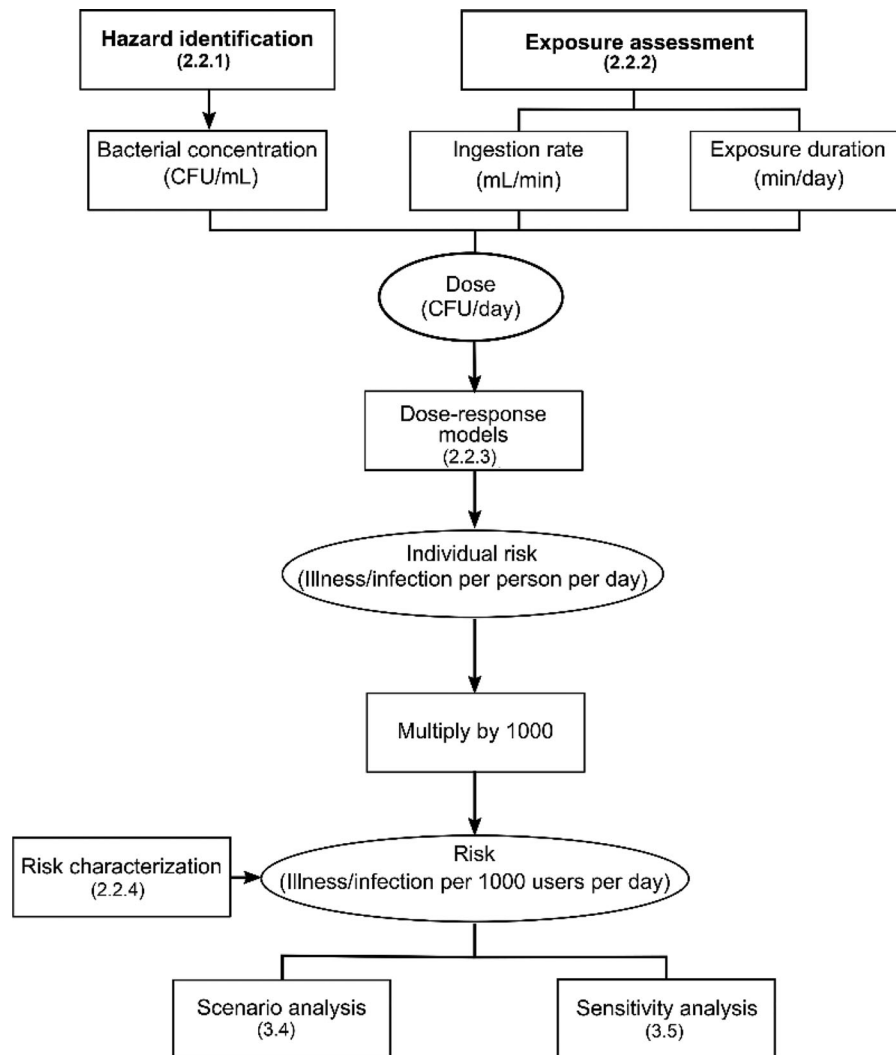 Hazard identification
(2.2.1)
Exposure assessment
(2.2.2)
Bacterial concentration
(CFU/mL)
Ingestion rate
(mL/min)
Exposure duration
(min/day)
Dose
(CFU/day)
Dose-response
models
(2.2.3)
Individual risk
(Illness/infection per person per day)
Multiply by 1000
Risk characterization
(2.2.4)
Risk
(Illness/infection per 1000 users per day)
Scenario analysis
(3.4)
Sensitivity analysis
(3.5)